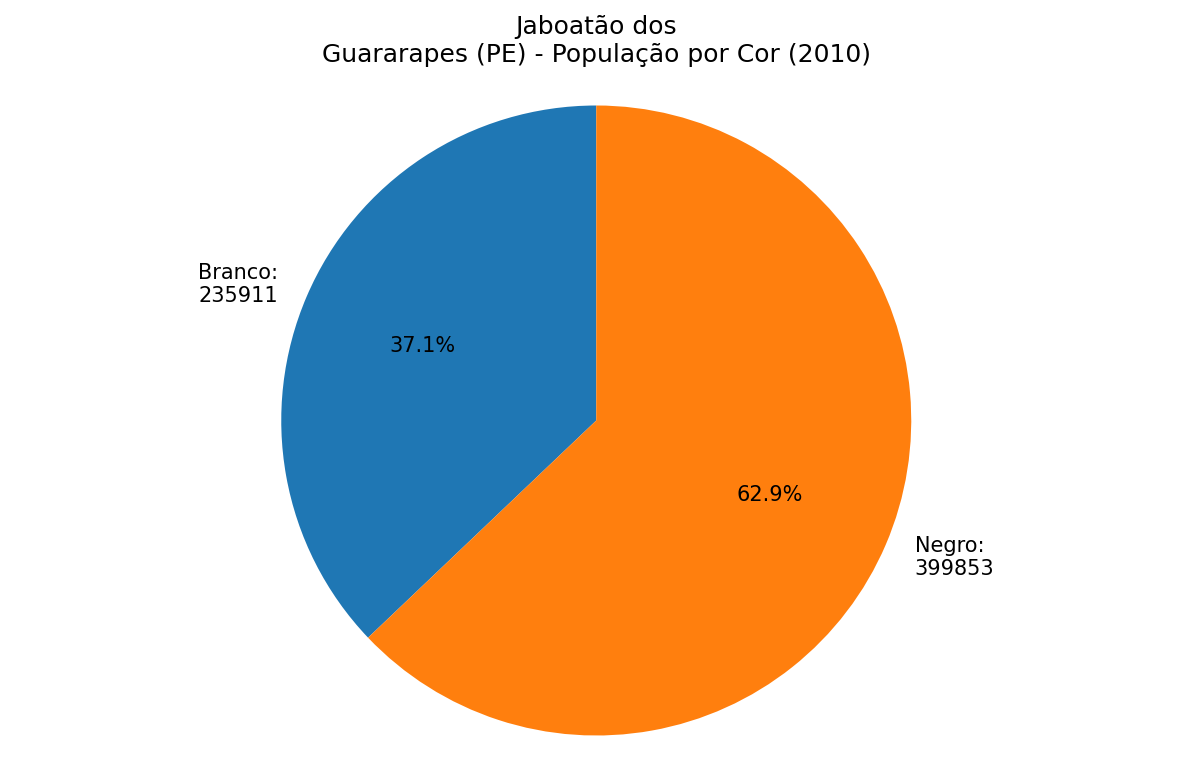 Jaboatão dos
Guararapes (PE) - População por Cor (2010)
Branco:
235911
37.1%
62.9%
Negro:
399853